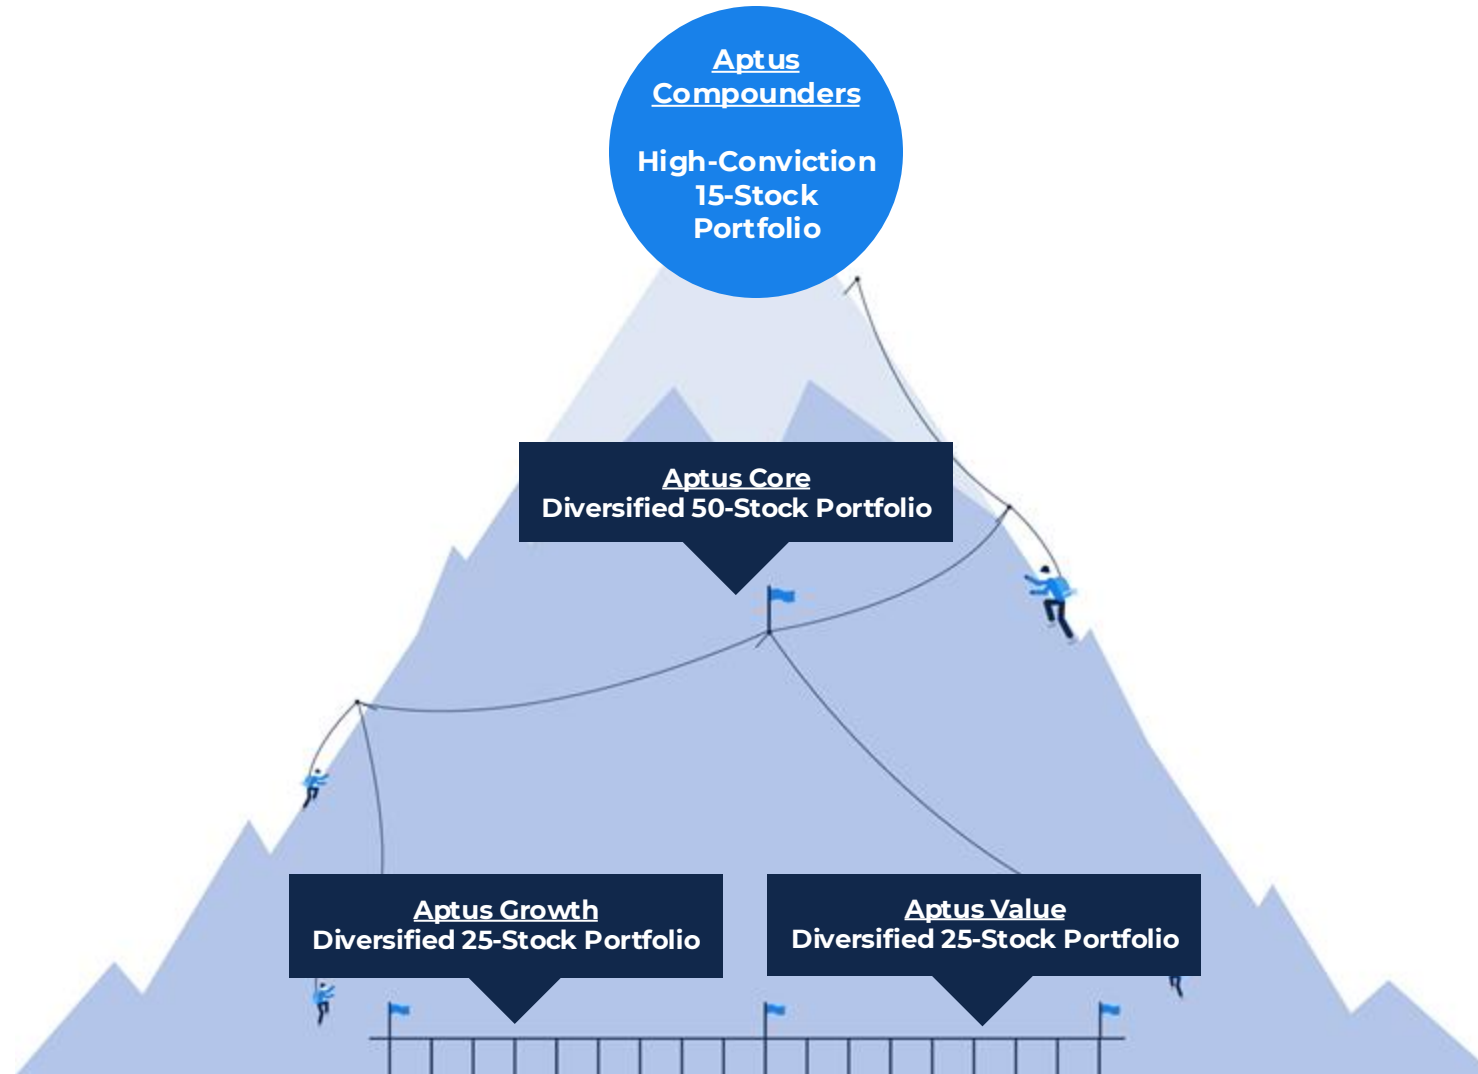 Aptus
Compounders
High-Conviction
15-Stock
Portfolio
Aptus Core
Diversified 50-Stock Portfolio
Aptus Growth
Diversified 25-Stock Portfolio
Aptus Value
Diversified 25-Stock Portfolio